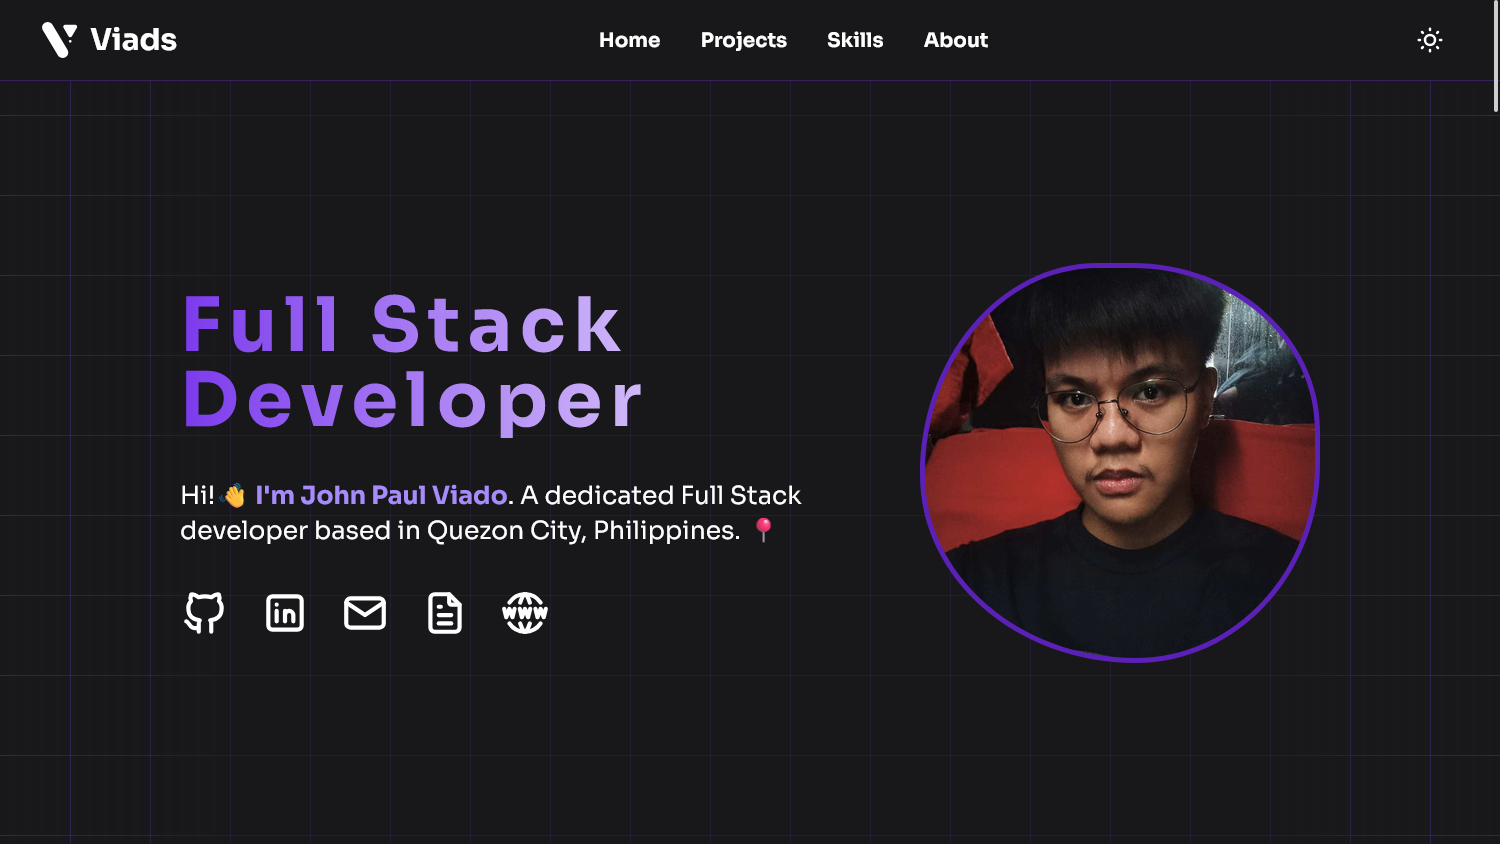 Viads
Home Projects Skills About
Full Stack
Developer
Hi!👋 I'm John Paul Viado. A dedicated Full Stack
developer based in Quezon City, Philippines. 📍
in
WWW